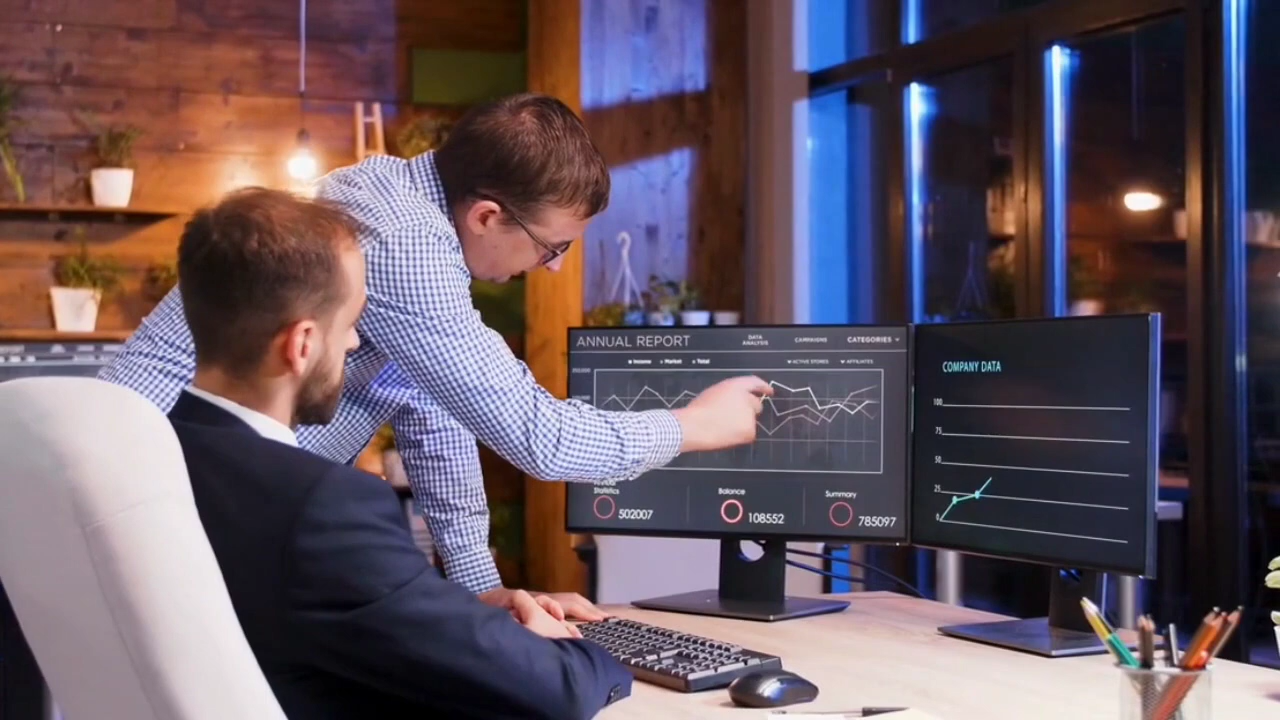 ANNUAL REPORT
DATA ANALYSIS
CAMPAIGNS
CATEGORIES
Income Market Total
ACTIVE STORES
AFFILIATES
Statistics
502007
Balance
108552
Summary
785097
COMPANY DATA
100
75
50
25
0